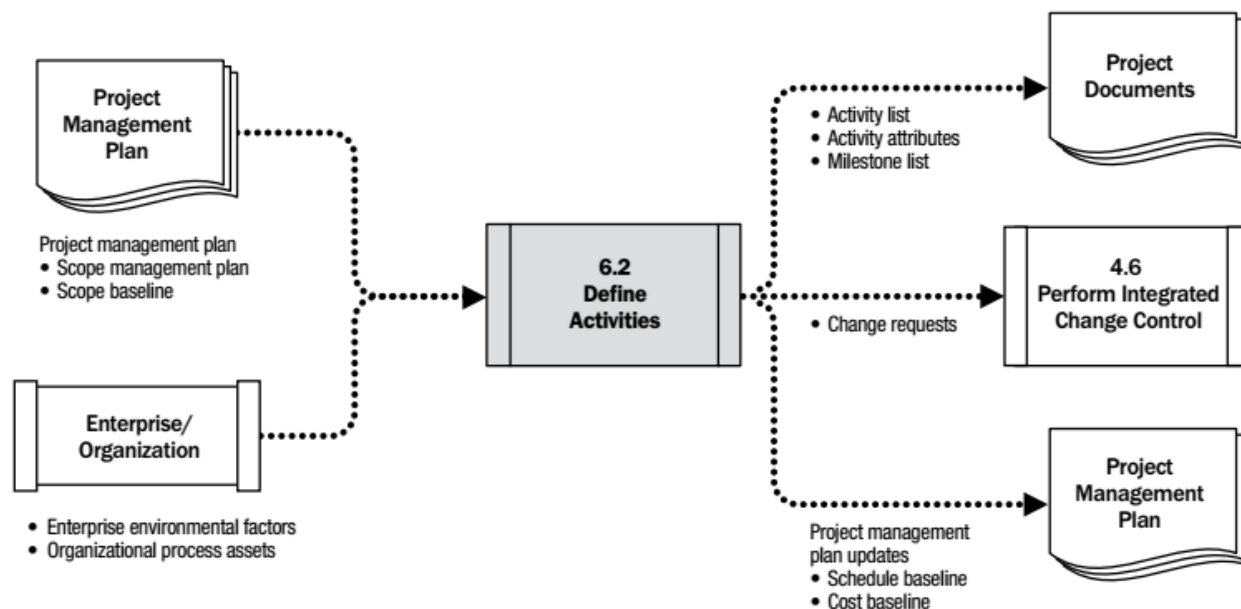 Project
Management
Plan
Project management plan
• Scope management plan
• Scope baseline
Enterprise/
Organization
• Enterprise environmental factors
• Organizational process assets
6.2
Define
Activities
• Activity list
• Activity attributes
• Milestone list
Project
Documents
• Change requests
4.6
Perform Integrated
Change Control
Project management
plan updates
• Schedule baseline
• Cost baseline
Project
Management
Plan